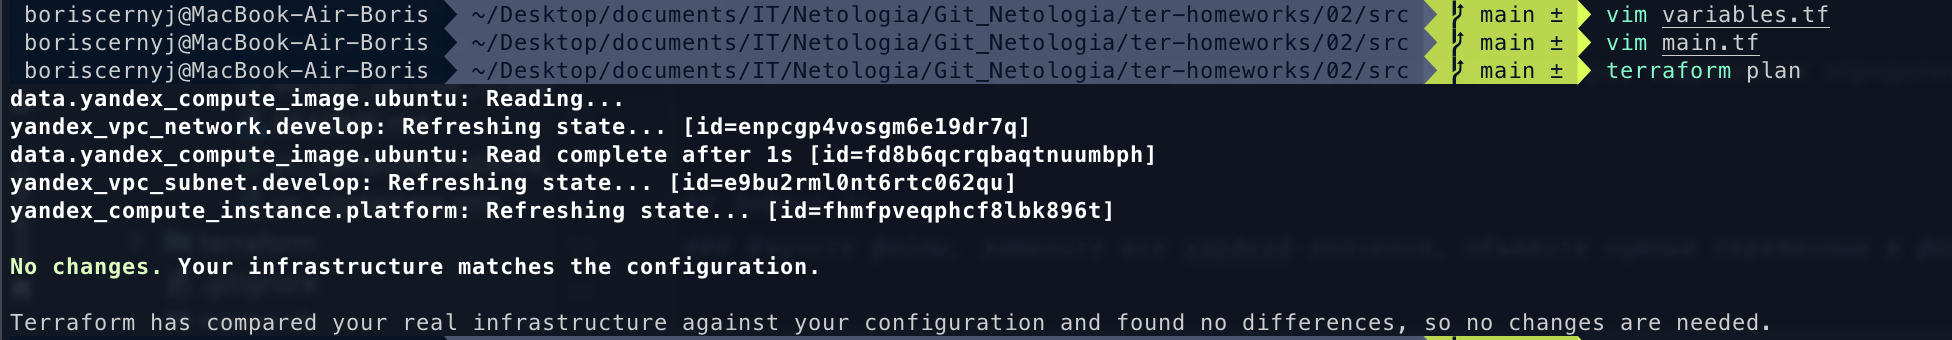 boriscernyj@MacBook-Air-Boris ~/Desktop/documents/IT/Netologia/Git_Netologia/ter-homeworks/02/src main ± vim variables.tf
boriscernyj@MacBook-Air-Boris ~/Desktop/documents/IT/Netologia/Git_Netologia/ter-homeworks/02/src main ± vim main.tf
boriscernyj@MacBook-Air-Boris ~/Desktop/documents/IT/Netologia/Git_Netologia/ter-homeworks/02/src main ± terraform plan
data.yandex_compute_image.ubuntu: Reading...
yandex_vpc_network.develop: Refreshing state... [id=enpcgp4vosgm6e19dr7q]
data.yandex_compute_image.ubuntu: Read complete after 1s [id=fd8b6qcrqbaqtnuumbph]
yandex_vpc_subnet.develop: Refreshing state... [id=e9bu2rml0nt6rtc062qu]
yandex_compute_instance.platform: Refreshing state... [id=fhmfpveqphcf8lbk896t]
No changes. Your infrastructure matches the configuration.
Terraform has compared your real infrastructure against your configuration and found no differences, so no changes are needed.